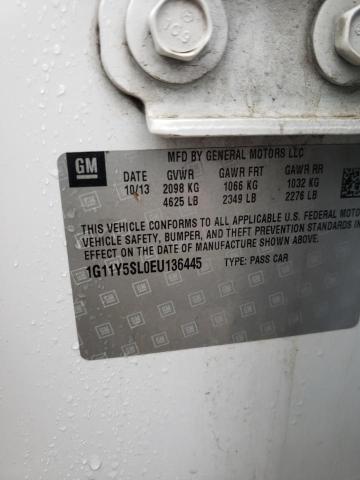 109
GM
MFD BY GENERAL MOTORS LLC
DATE GVWR GAWR FRT GAWR RR
10/13 2098 KG 1066 KG 1032 KG
4625 LB 2349 LB 2276 LB
THIS VEHICLE CONFORMS TO ALL APPLICABLE U.S. FEDERAL MOTOR
VEHICLE SAFETY, BUMPER, AND THEFT PREVENTION STANDARDS IN
EFFECT ON THE DATE OF MANUFACTURE SHOWN ABOVE.
1G11Y5SL0EU136445 TYPE: PASS CAR